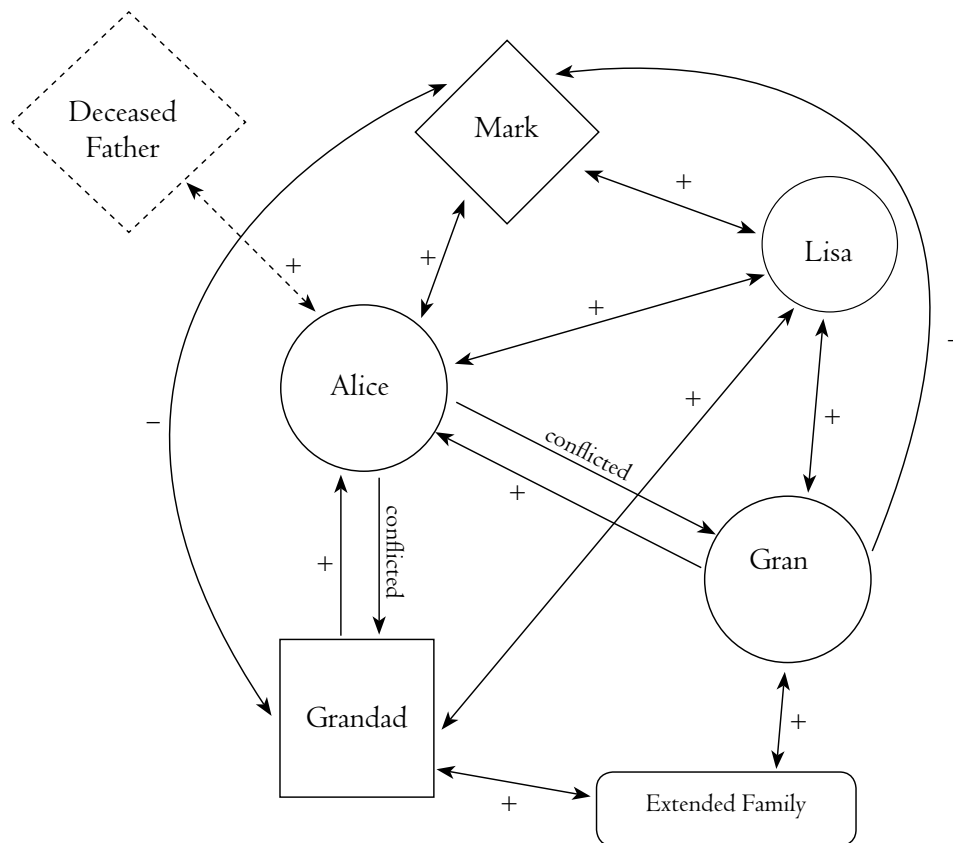 Deceased
Father
Mark
Lisa
+
+
+
+
Alice
+
+
−
−
conflicted
+
conflicted
+
Gran
Grandad
+
+
Extended Family